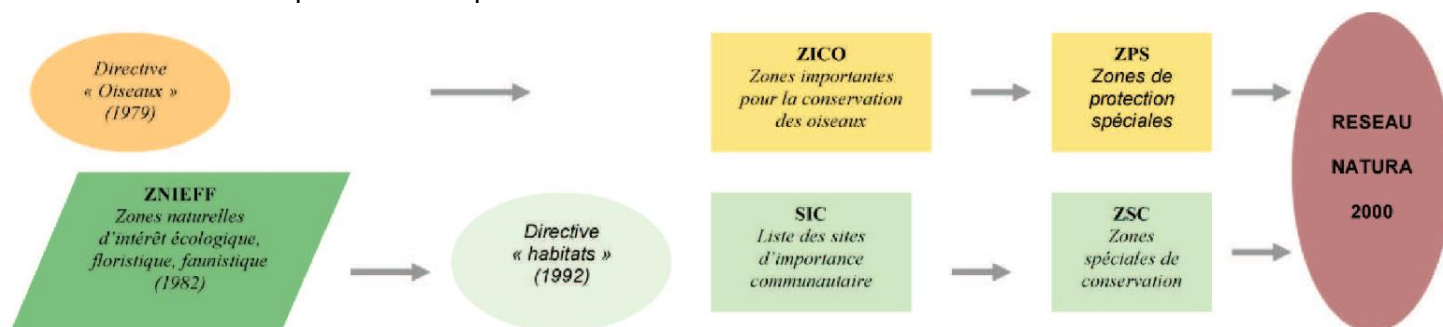 Directive
« Oiseaux »
(1979)
ZICO
Zones importantes
pour la conservation
des oiseaux
ZPS
Zones de
protection
spéciales
RESEAU
NATURA
2000
ZNIEFF
Zones naturelles
d'intérêt écologique,
floristique, faunistique
(1982)
Directive
« habitats »
(1992)
SIC
Liste des sites
d'importance
communautaire
ZSC
Zones
spéciales de
conservation